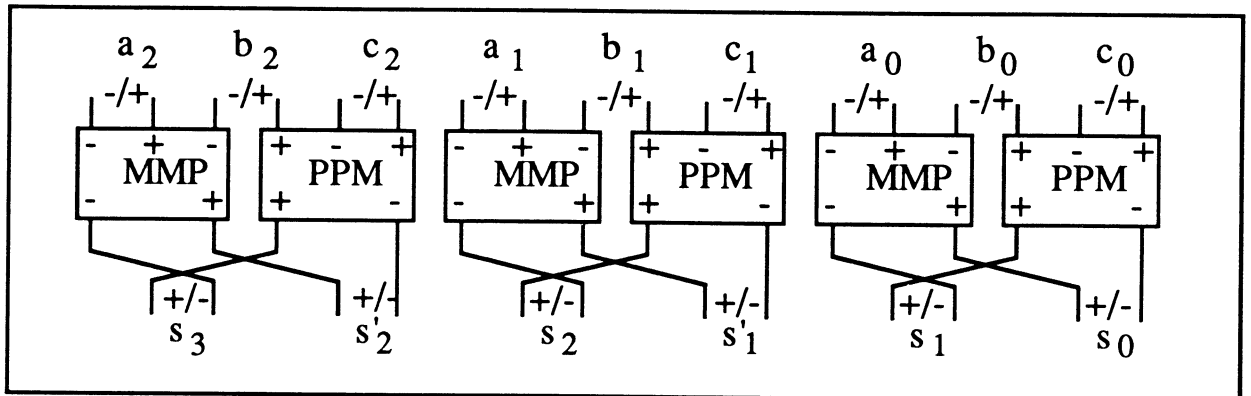 a2 b2 c2 a1 b1 c1 a0 b0 c0
-/+ -/+ -/+ -/+ -/+ -/+ -/+ -/+ -/+
- + - + - + - + - + - + - + - + - +
MMP PPM MMP PPM MMP PPM
- + + - - + + - - + + -
+/- +/- +/- +/- +/- +/-
s3 s'2 s2 s'1 s1 s0